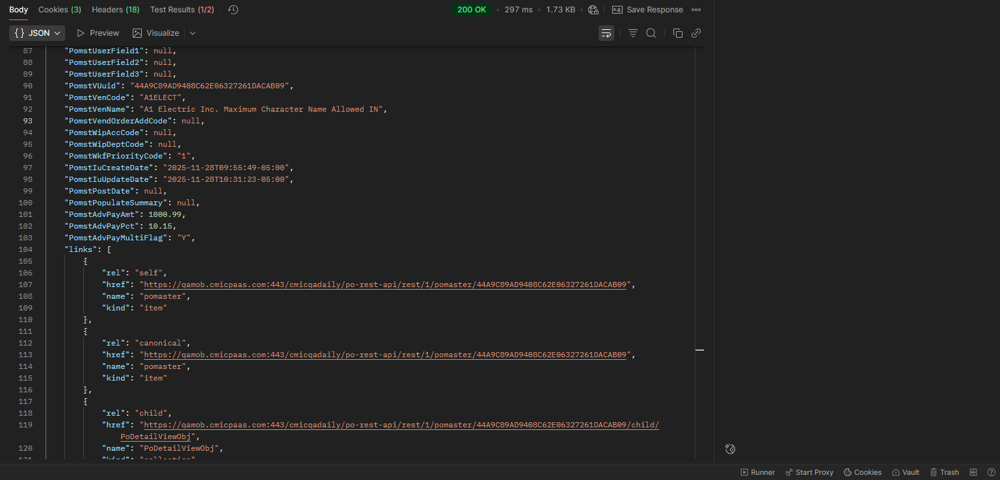 Body Cookies (3) Headers (18) Test Results (1/2) 200 OK • 297 ms • 1.73 KB • e.g. Save Response
{} JSON Preview Visualize
87 "PomstUserField1": null,
88 "PomstUserField2": null,
89 "PomstUserField3": null,
90 "PomstVUuid": "44A9C89AD9408C62E06327261DACAB09",
91 "PomstVenCode": "A1ELECT",
92 "PomstVenName": "A1 Electric Inc. Maximum Character Name Allowed IN",
93 "PomstVendOrderAddCode": null,
94 "PomstWipAccCode": null,
95 "PomstWipDeptCode": null,
96 "PomstWkfPriorityCode": "1",
97 "PomstIuCreateDate": "2025-11-28T09:55:49-05:00",
98 "PomstIuUpdateDate": "2025-11-28T10:31:23-05:00",
99 "PomstPostDate": null,
100 "PomstPopulateSummary": null,
101 "PomstAdvPayAmt": 1000.99,
102 "PomstAdvPayPct": 10.15,
103 "PomstAdvPayMultiFlag": "Y",
104 "links": [
105 {
106 "rel": "self",
107 "href": "https://qamob.cmicpaas.com:443/cmicqadaily/po-rest-api/rest/1/pomaster/44A9C89AD9408C62E06327261DACAB09",
108 "name": "pomaster",
109 "kind": "item"
110 },
111 {
112 "rel": "canonical",
113 "href": "https://qamob.cmicpaas.com:443/cmicqadaily/po-rest-api/rest/1/pomaster/44A9C89AD9408C62E06327261DACAB09",
114 "name": "pomaster",
115 "kind": "item"
116 },
117 {
118 "rel": "child",
119 "href": "https://qamob.cmicpaas.com:443/cmicqadaily/po-rest-api/rest/1/pomaster/44A9C89AD9408C62E06327261DACAB09/child/
PoDetailViewObj",
120 "name": "PoDetailViewObj",
121 "kind": "collection"
Runner Start Proxy Cookies Vault Trash